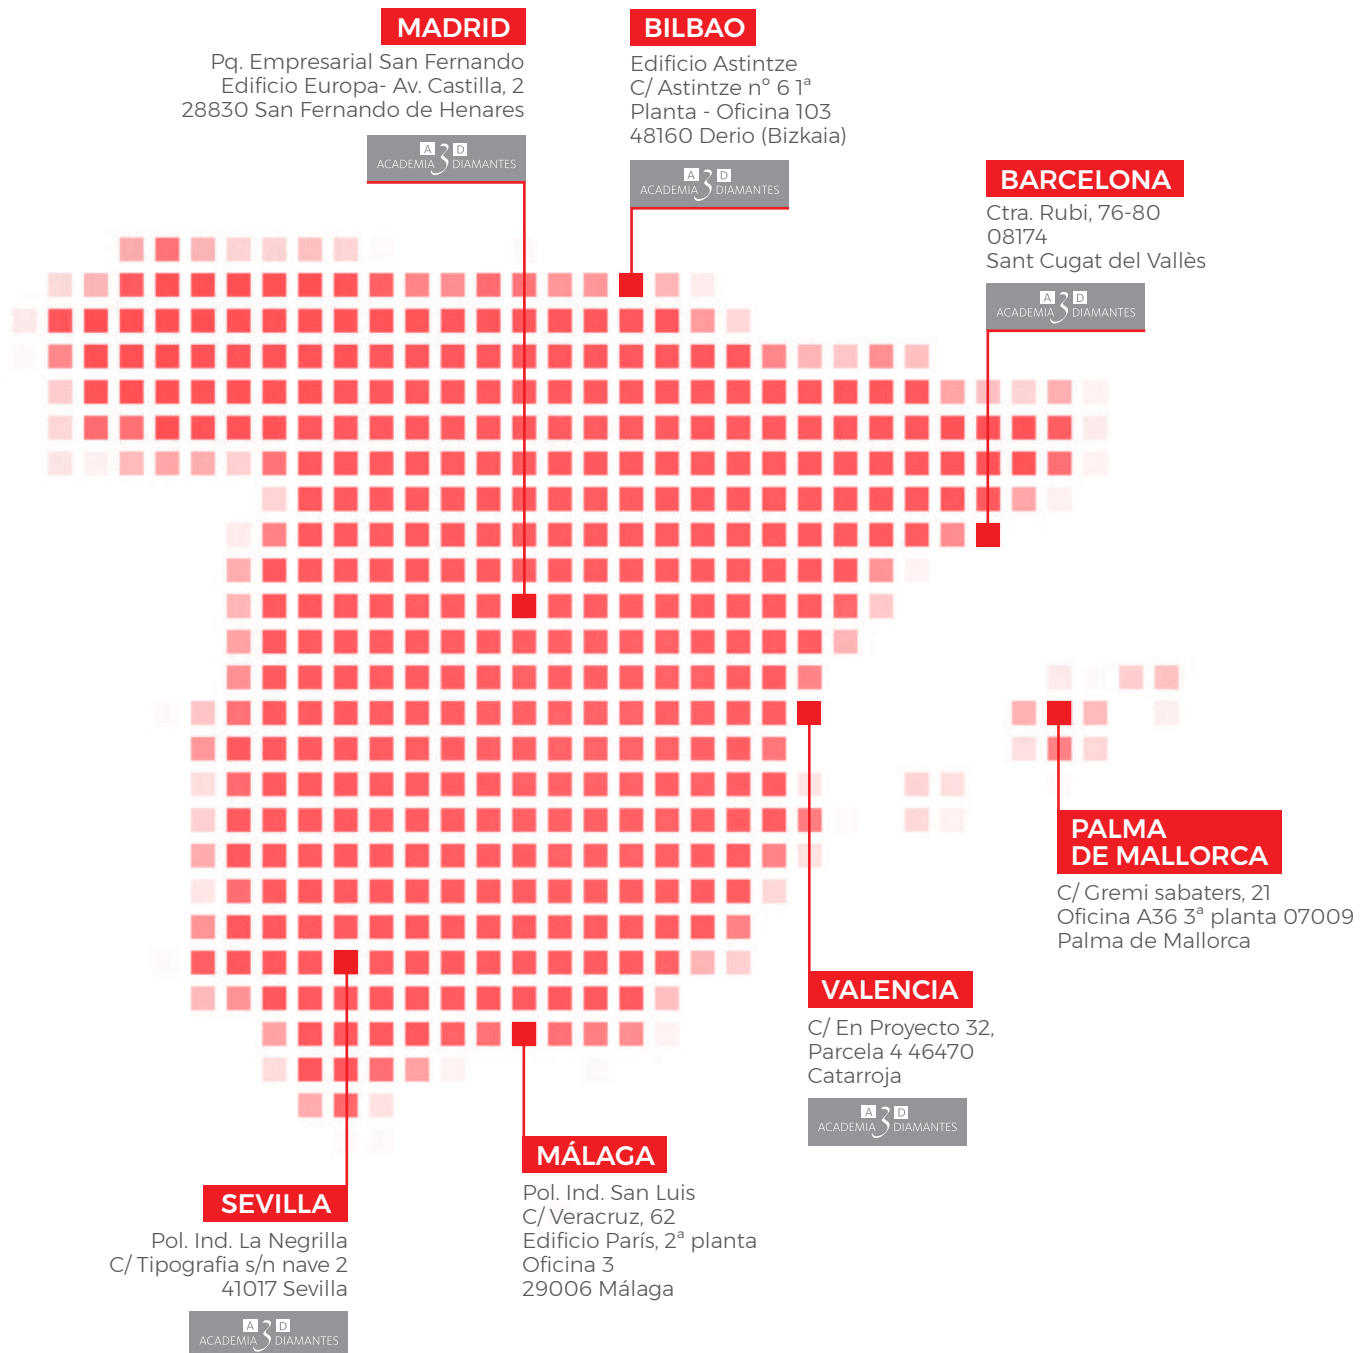 MADRID
Pq. Empresarial San Fernando
Edificio Europa- Av. Castilla, 2
28830 San Fernando de Henares
A 3 D
ACADEMIA DIAMANTES
BILBAO
Edificio Astintze
C/ Astintze nº 6 1ª
Planta - Oficina 103
48160 Derio (Bizkaia)
A 3 D
ACADEMIA DIAMANTES
BARCELONA
Ctra. Rubi, 76-80
08174
Sant Cugat del Vallès
A 3 D
ACADEMIA DIAMANTES
PALMA
DE MALLORCA
C/ Gremi sabaters, 21
Oficina A36 3ª planta 07009
Palma de Mallorca
VALENCIA
C/ En Proyecto 32,
Parcela 4 46470
Catarroja
A 3 D
ACADEMIA DIAMANTES
MÁLAGA
Pol. Ind. San Luis
C/ Veracruz, 62
Edificio París, 2ª planta
Oficina 3
29006 Málaga
SEVILLA
Pol. Ind. La Negrilla
C/ Tipografia s/n nave 2
41017 Sevilla
A 3 D
ACADEMIA DIAMANTES